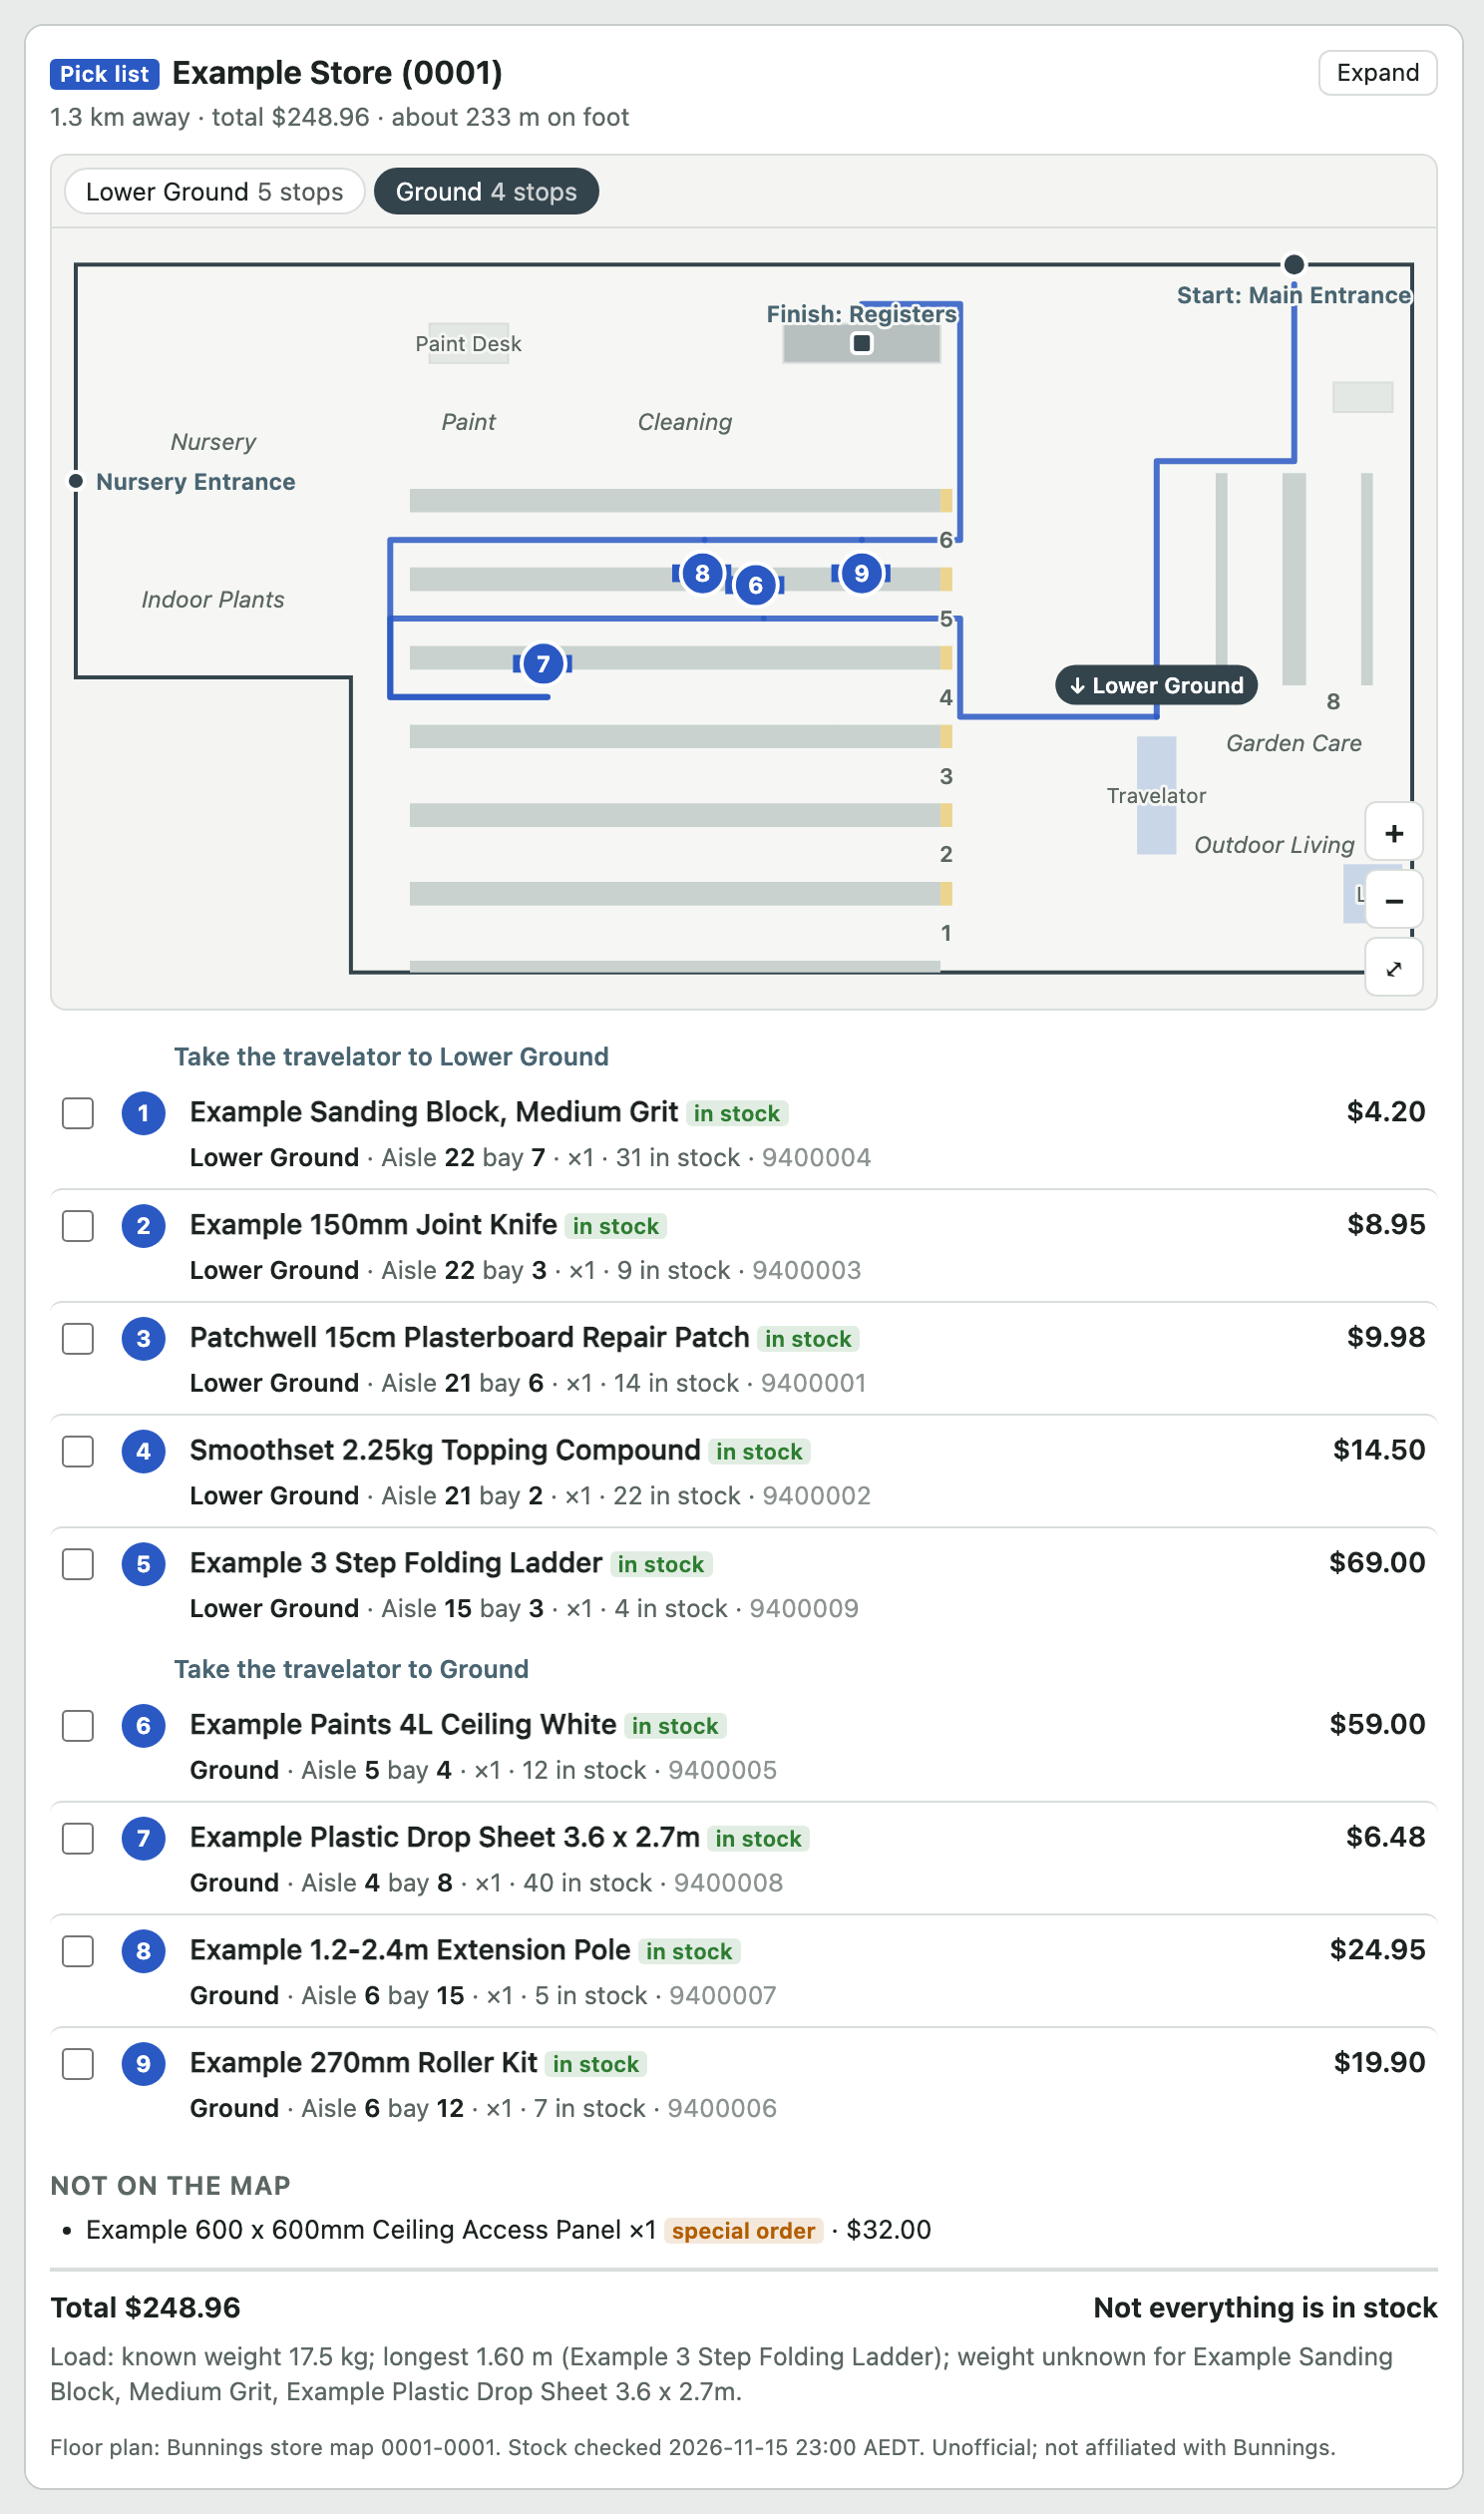 Pick list Example Store (0001)
Expand
1.3 km away · total $248.96 · about 233 m on foot
Lower Ground 5 stops
Ground 4 stops
Start: Main Entrance
Finish: Registers
Paint Desk
Paint
Cleaning
Nursery
Nursery Entrance
6
8
6
9
Indoor Plants
5
7
↓ Lower Ground
4
8
Garden Care
3
Travelator
+
Outdoor Living
2
L
−
1
Take the travelator to Lower Ground
1 Example Sanding Block, Medium Grit in stock $4.20
Lower Ground · Aisle 22 bay 7 · ×1 · 31 in stock · 9400004
2 Example 150mm Joint Knife in stock $8.95
Lower Ground · Aisle 22 bay 3 · ×1 · 9 in stock · 9400003
3 Patchwell 15cm Plasterboard Repair Patch in stock $9.98
Lower Ground · Aisle 21 bay 6 · ×1 · 14 in stock · 9400001
4 Smoothset 2.25kg Topping Compound in stock $14.50
Lower Ground · Aisle 21 bay 2 · ×1 · 22 in stock · 9400002
5 Example 3 Step Folding Ladder in stock $69.00
Lower Ground · Aisle 15 bay 3 · ×1 · 4 in stock · 9400009
Take the travelator to Ground
6 Example Paints 4L Ceiling White in stock $59.00
Ground · Aisle 5 bay 4 · ×1 · 12 in stock · 9400005
7 Example Plastic Drop Sheet 3.6 x 2.7m in stock $6.48
Ground · Aisle 4 bay 8 · ×1 · 40 in stock · 9400008
8 Example 1.2-2.4m Extension Pole in stock $24.95
Ground · Aisle 6 bay 15 · ×1 · 5 in stock · 9400007
9 Example 270mm Roller Kit in stock $19.90
Ground · Aisle 6 bay 12 · ×1 · 7 in stock · 9400006
NOT ON THE MAP
• Example 600 x 600mm Ceiling Access Panel ×1 special order · $32.00
Total $248.96
Not everything is in stock
Load: known weight 17.5 kg; longest 1.60 m (Example 3 Step Folding Ladder); weight unknown for Example Sanding
Block, Medium Grit, Example Plastic Drop Sheet 3.6 x 2.7m.
Floor plan: Bunnings store map 0001-0001. Stock checked 2026-11-15 23:00 AEDT. Unofficial; not affiliated with Bunnings.